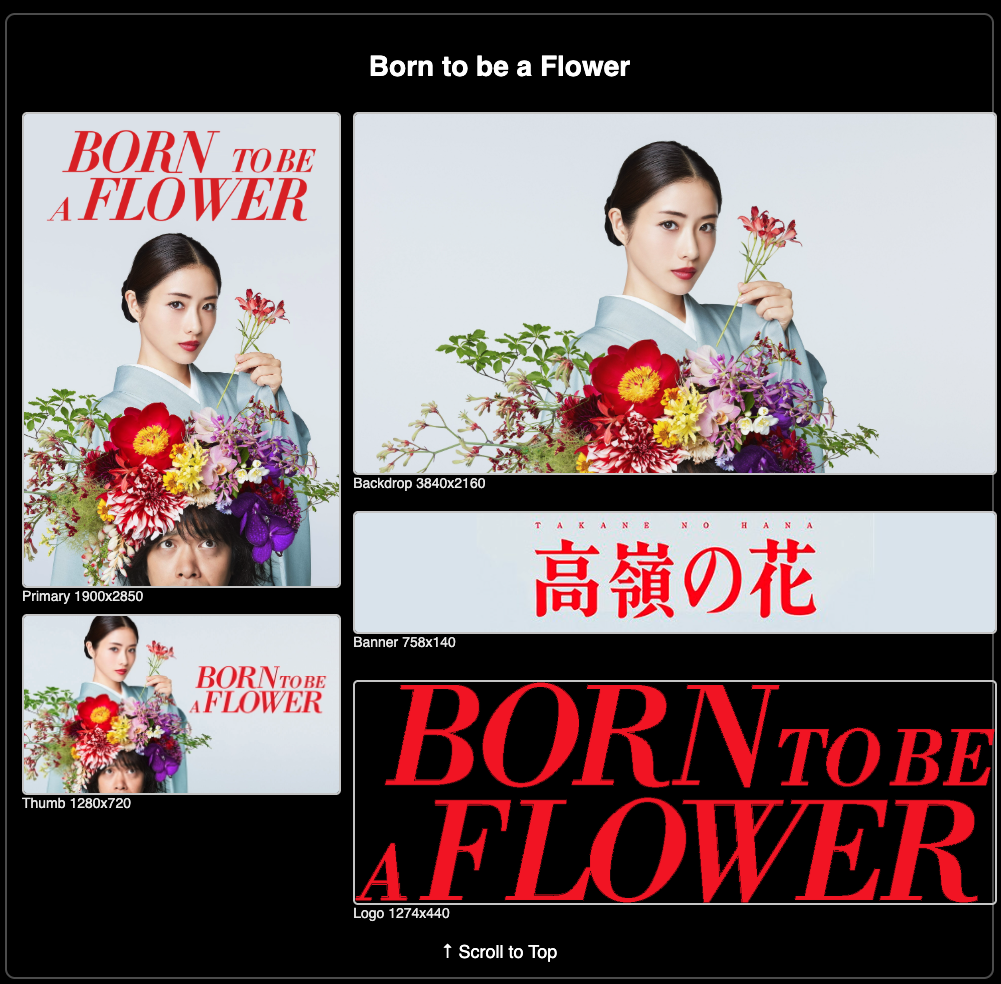 Born to be a Flower
BORN TO BE
A FLOWER
Primary 1900x2850
BORN TO BE
A FLOWER
Thumb 1280x720
Backdrop 3840x2160
TAKANE NO HANA
高嶺の花
Banner 758x140
BORN TO BE
A FLOWER
Logo 1274x440
↑ Scroll to Top